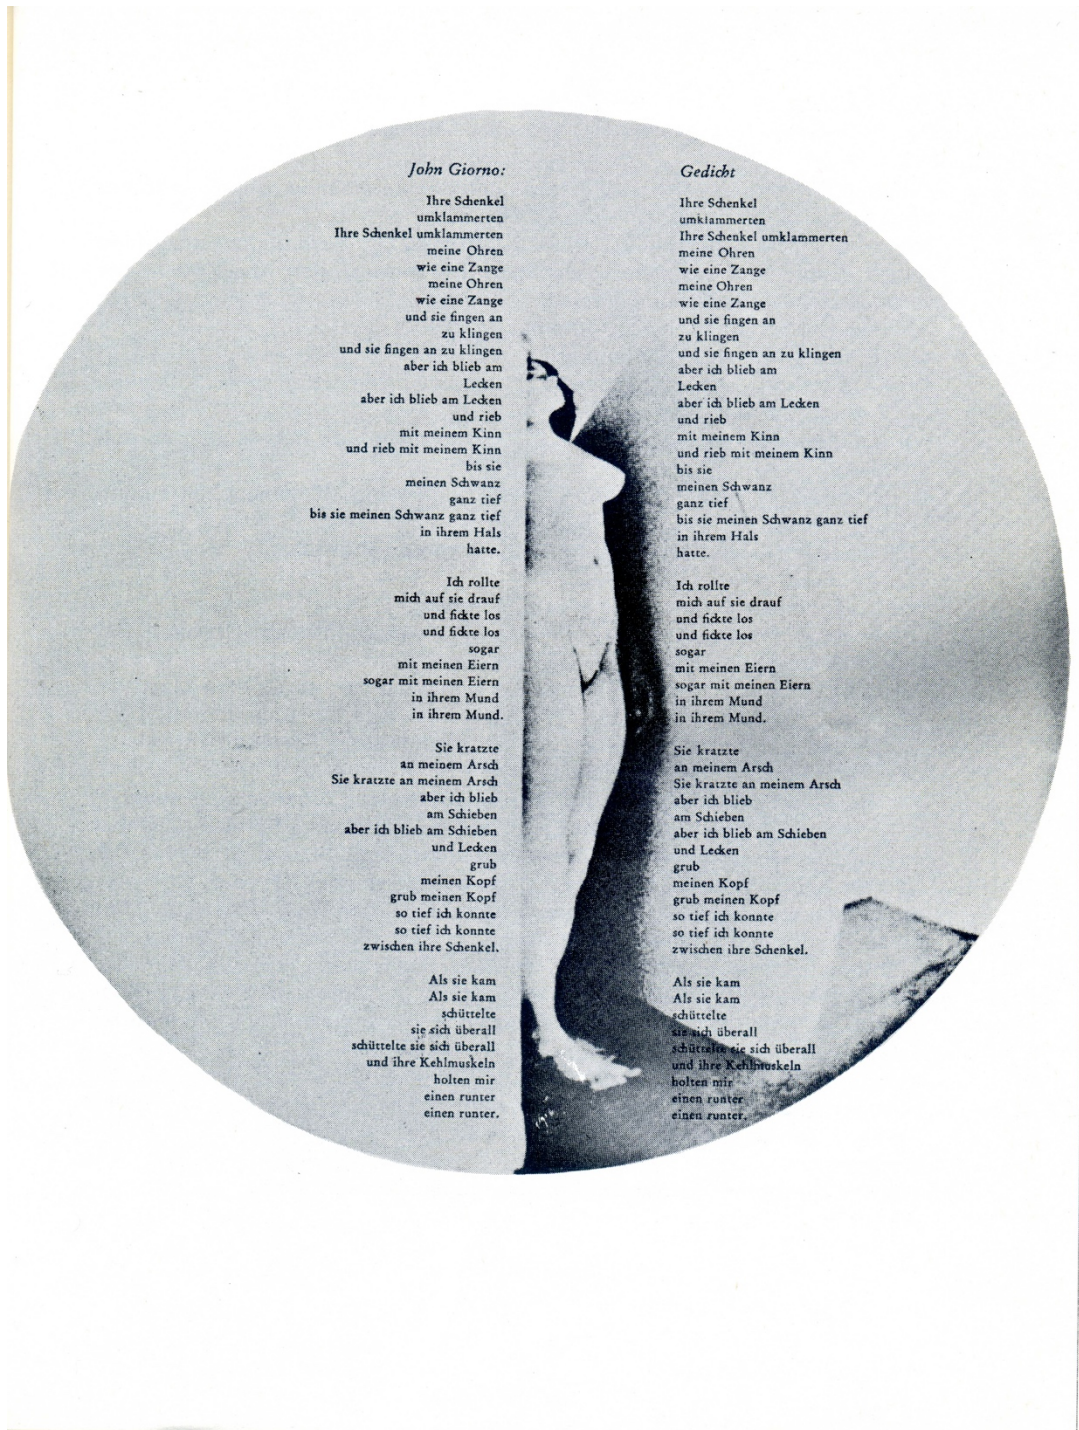 John Giorno:
Ihre Schenkel
umklammerten
Ihre Schenkel umklammerten
meine Ohren
wie eine Zange
meine Ohren
wie eine Zange
und sie fingen an
zu klingen
und sie fingen an zu klingen
aber ich blieb am
Lecken
aber ich blieb am Lecken
und rieb
mit meinem Kinn
und rieb mit meinem Kinn
bis sie
meinen Schwanz
ganz tief
bis sie meinen Schwanz ganz tief
in ihrem Hals
hatte.
Ich rollte
mich auf sie drauf
und fickte los
und fickte los
sogar
mit meinen Eiern
sogar mit meinen Eiern
in ihrem Mund
in ihrem Mund.
Sie kratzte
an meinem Arsch
Sie kratzte an meinem Arsch
aber ich blieb
am Schieben
aber ich blieb am Schieben
und Lecken
grub
meinen Kopf
grub meinen Kopf
so tief ich konnte
so tief ich konnte
zwischen ihre Schenkel.
Als sie kam
Als sie kam
schüttelte
sie sich überall
schüttelte sie sich überall
und ihre Kehlmuskeln
holten mir
einen runter
einen runter.
Gedicht
Ihre Schenkel
umklammerten
Ihre Schenkel umklammerten
meine Ohren
wie eine Zange
meine Ohren
wie eine Zange
und sie fingen an
zu klingen
und sie fingen an zu klingen
aber ich blieb am
Lecken
aber ich blieb am Lecken
und rieb
mit meinem Kinn
und rieb mit meinem Kinn
bis sie
meinen Schwanz
ganz tief
bis sie meinen Schwanz ganz tief
in ihrem Hals
hatte.
Ich rollte
mich auf sie drauf
und fickte los
und fickte los
sogar
mit meinen Eiern
sogar mit meinen Eiern
in ihrem Mund
in ihrem Mund.
Sie kratzte
an meinem Arsch
Sie kratzte an meinem Arsch
aber ich blieb
am Schieben
aber ich blieb am Schieben
und Lecken
grub
meinen Kopf
grub meinen Kopf
so tief ich konnte
so tief ich konnte
zwischen ihre Schenkel.
Als sie kam
Als sie kam
schüttelte
sie sich überall
schüttelte sie sich überall
und ihre Kehlmuskeln
holten mir
einen runter
einen runter.